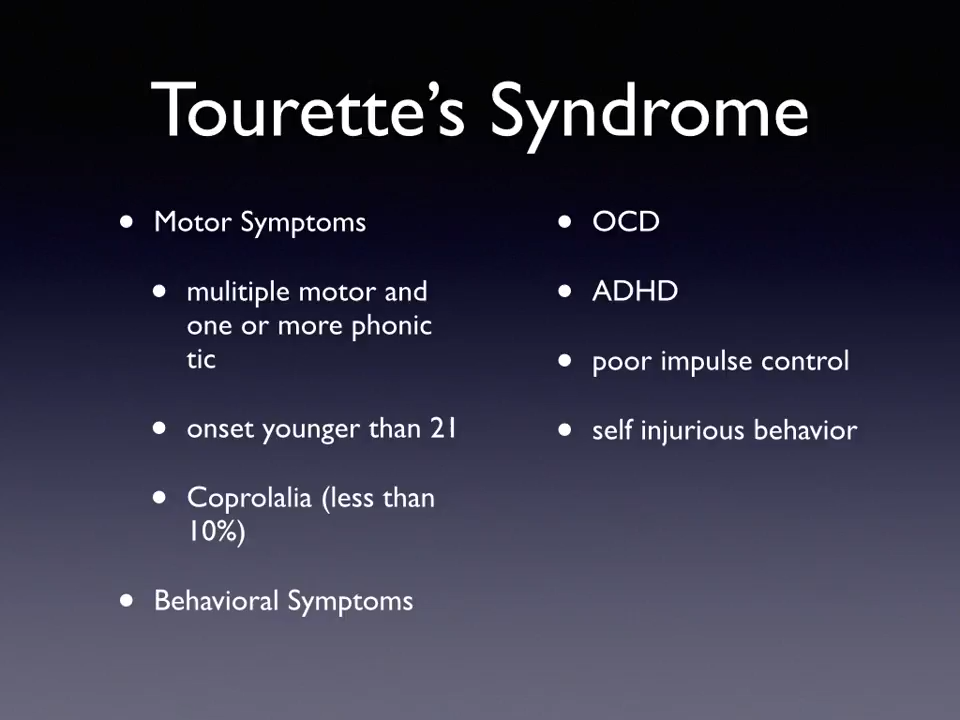 Tourette’s Syndrome
• Motor Symptoms
• mulitiple motor and
one or more phonic
tic
• onset younger than 21
• Coprolalia (less than
10%)
• Behavioral Symptoms
• OCD
• ADHD
• poor impulse control
• self injurious behavior